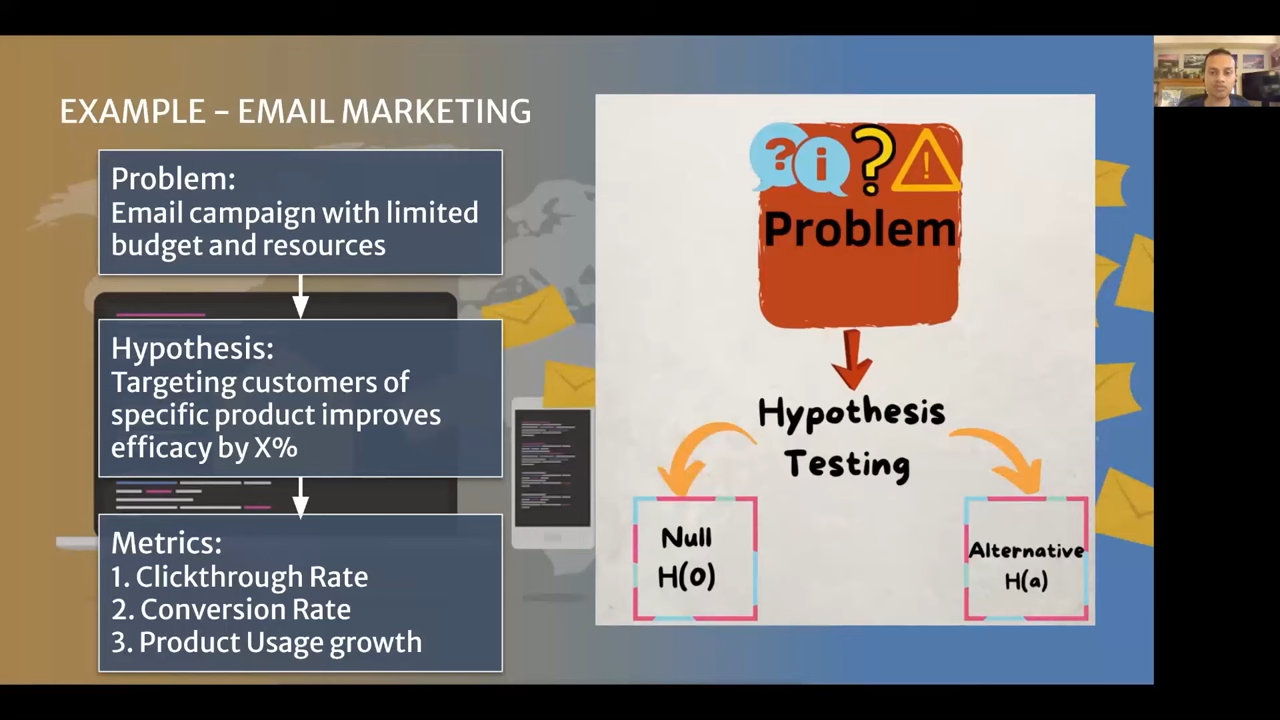 EXAMPLE – EMAIL MARKETING
Problem:
Email campaign with limited
budget and resources
Hypothesis:
Targeting customers of
specific product improves
efficacy by X%
Metrics:
1. Clickthrough Rate
2. Conversion Rate
3. Product Usage growth
? i ? !
Problem
Hypothesis
Testing
Null
H(0)
Alternative
H(a)